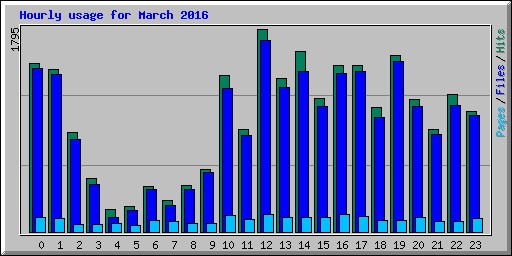 Hourly usage for March 2016
1795
Pages/Files/Hits
0 1 2 3 4 5 6 7 8 9 10 11 12 13 14 15 16 17 18 19 20 21 22 23